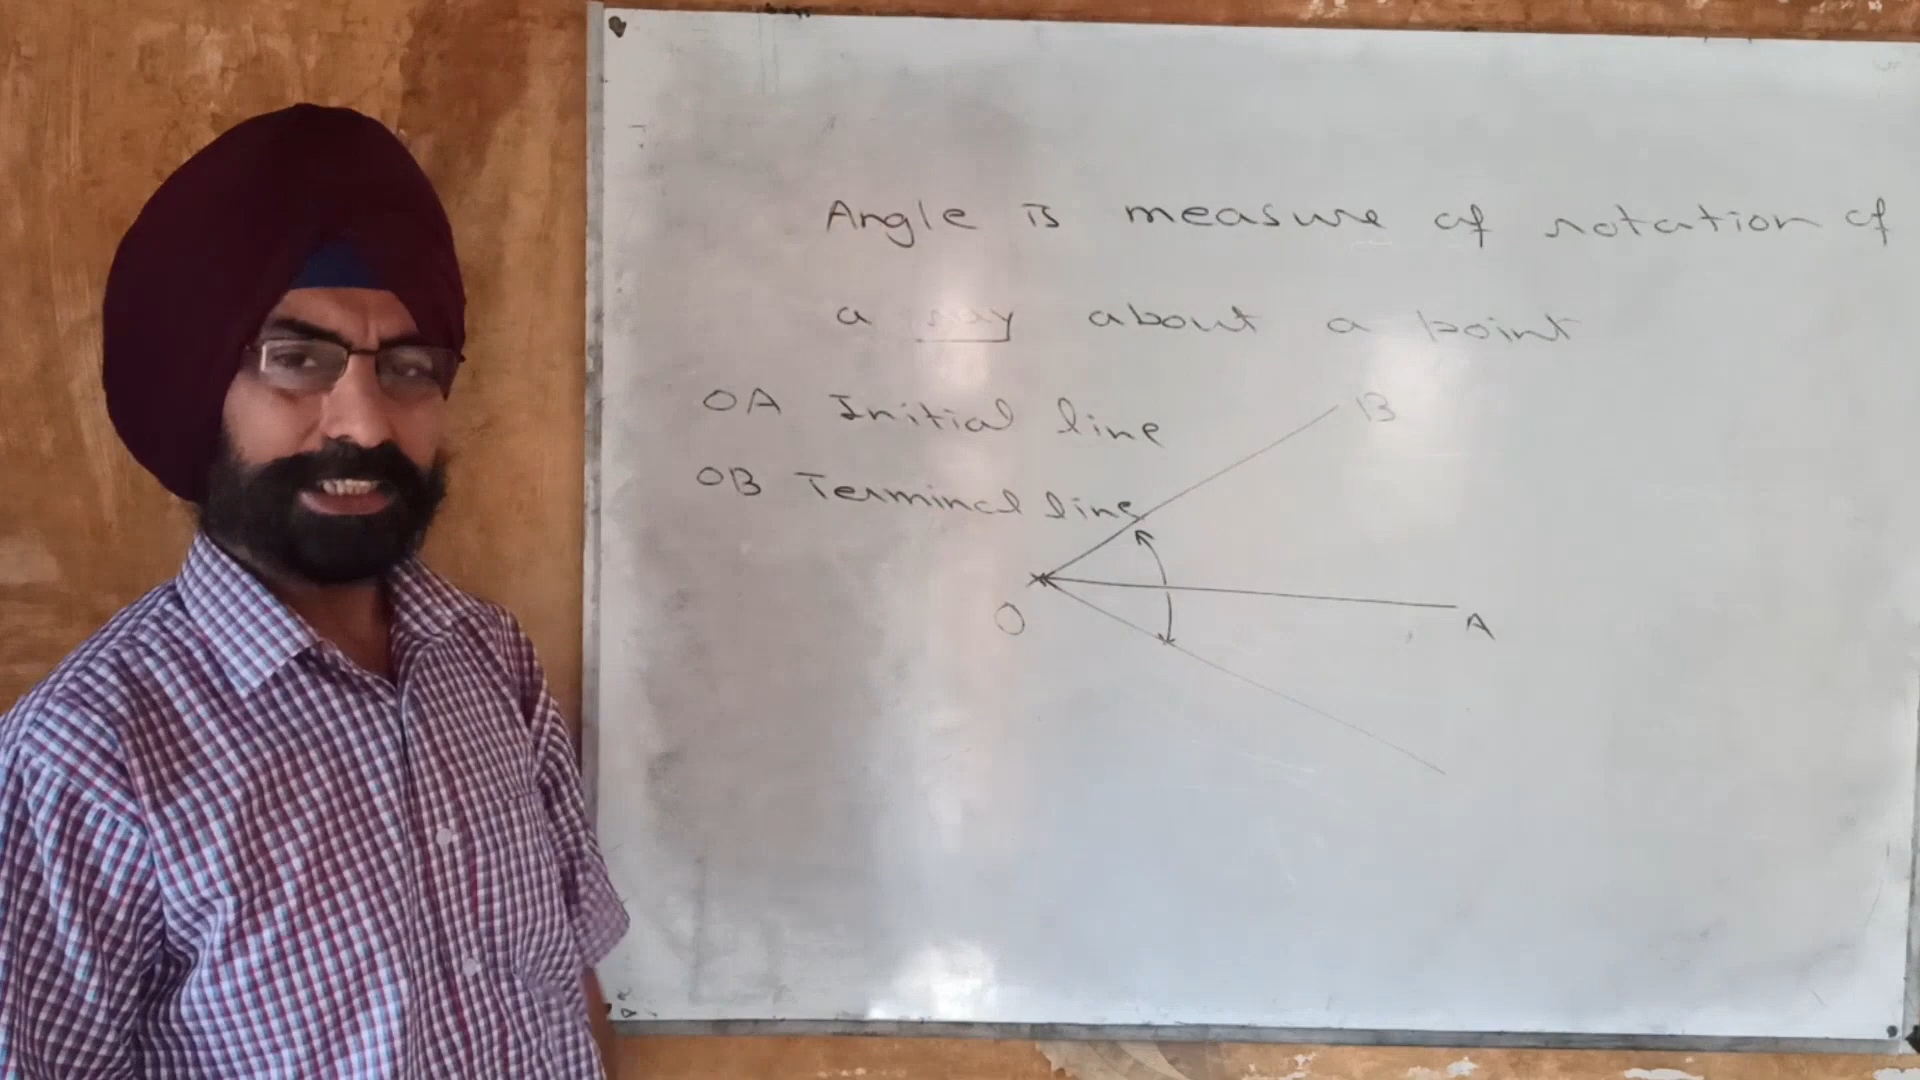 Angle is measure of rotation of
a ray about a point
OA Initial line
B
OB Terminal line
O
A